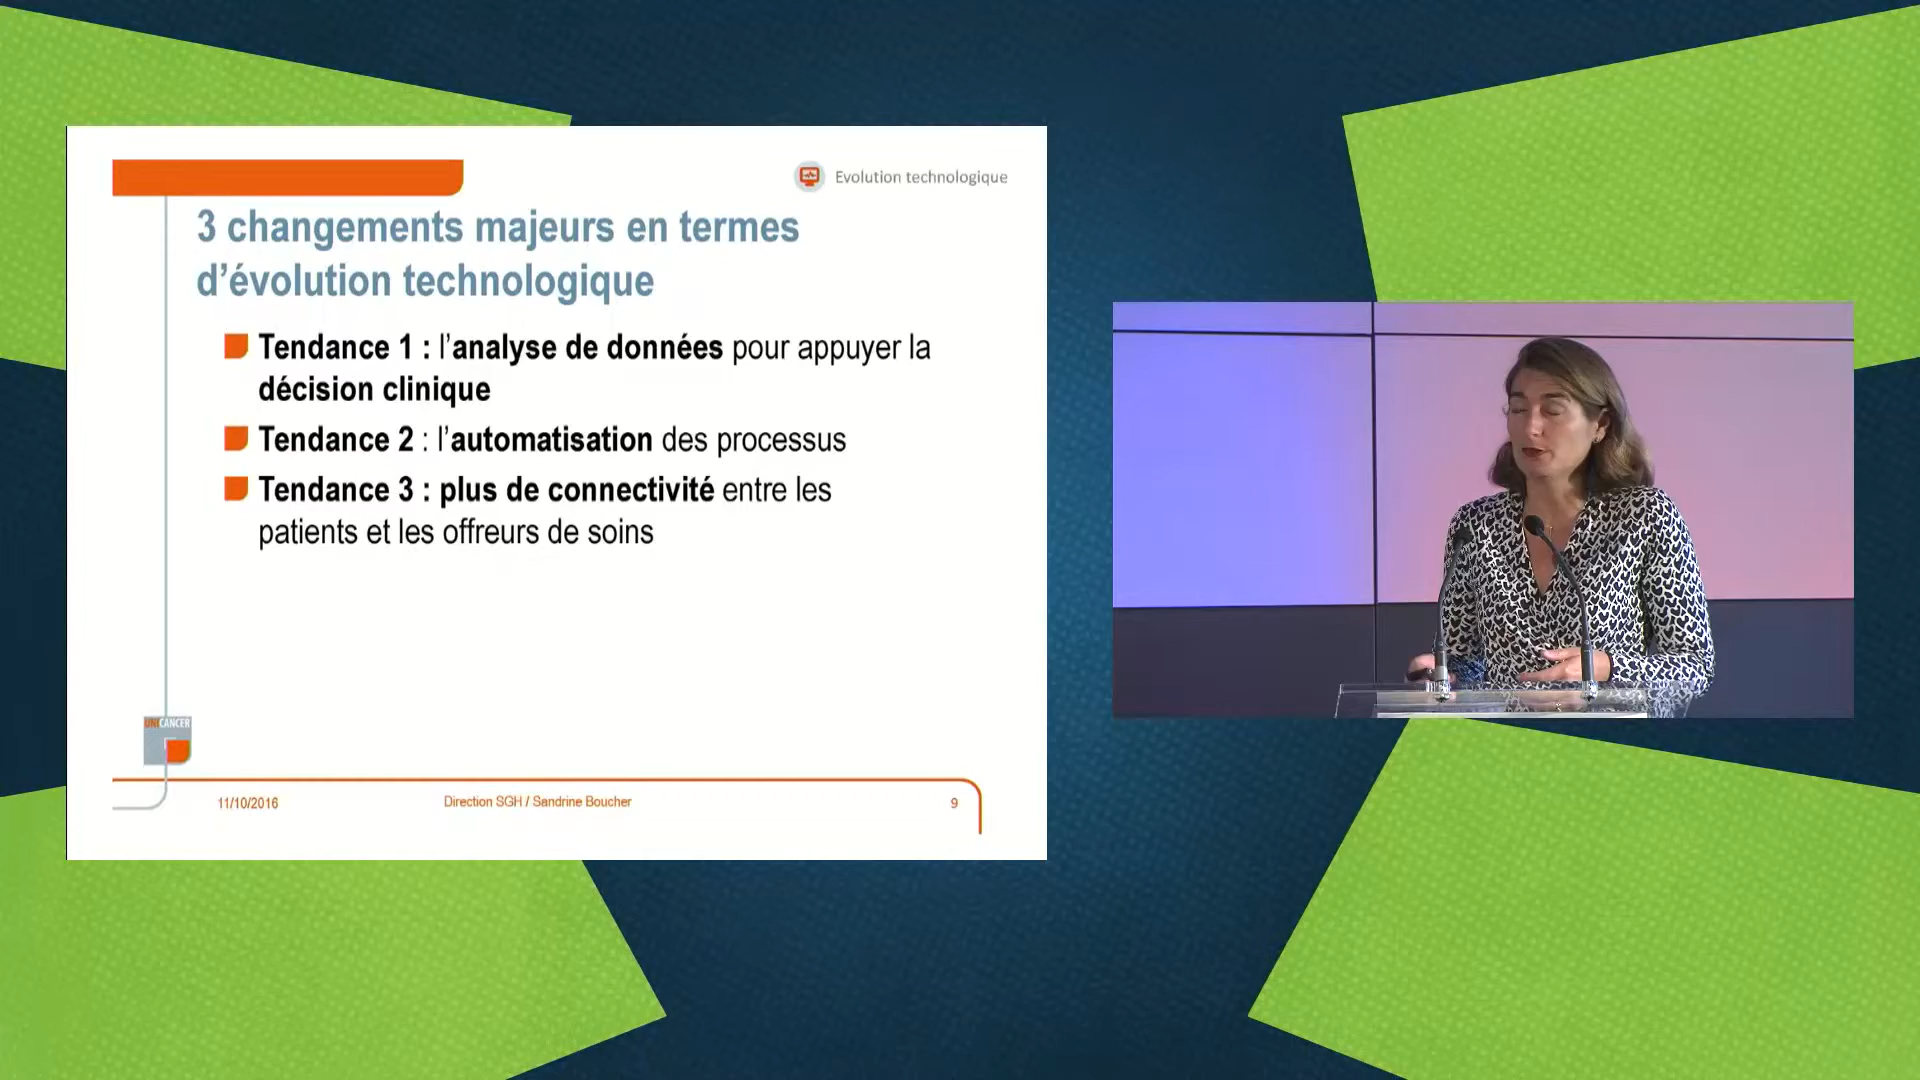 Evolution technologique
3 changements majeurs en termes
d’évolution technologique
Tendance 1 : l’analyse de données pour appuyer la
décision clinique
Tendance 2 : l’automatisation des processus
Tendance 3 : plus de connectivité entre les
patients et les offreurs de soins
UNICANCER
11/10/2016
Direction SGH / Sandrine Boucher
9